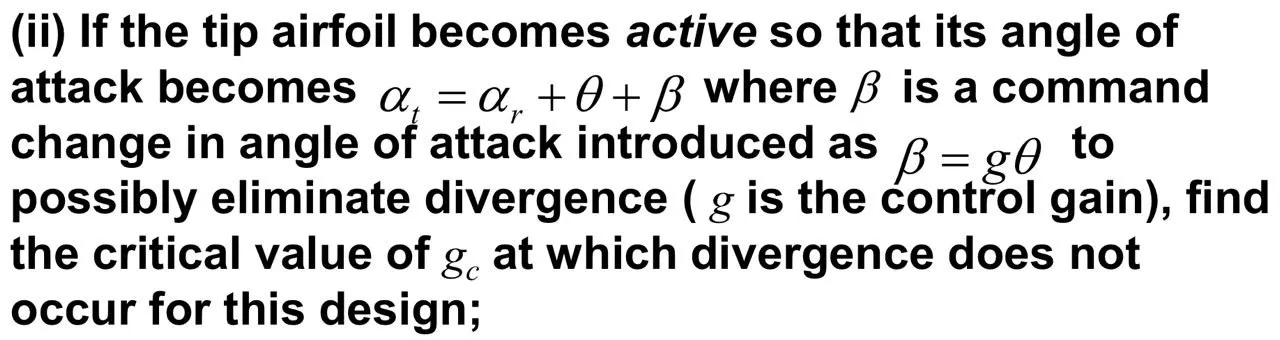 (ii) If the tip airfoil becomes active so that its angle of
attack becomes α_t = α_r + θ + β where β is a command
change in angle of attack introduced as β = gθ to
possibly eliminate divergence ( g is the control gain), find
the critical value of g_c at which divergence does not
occur for this design;